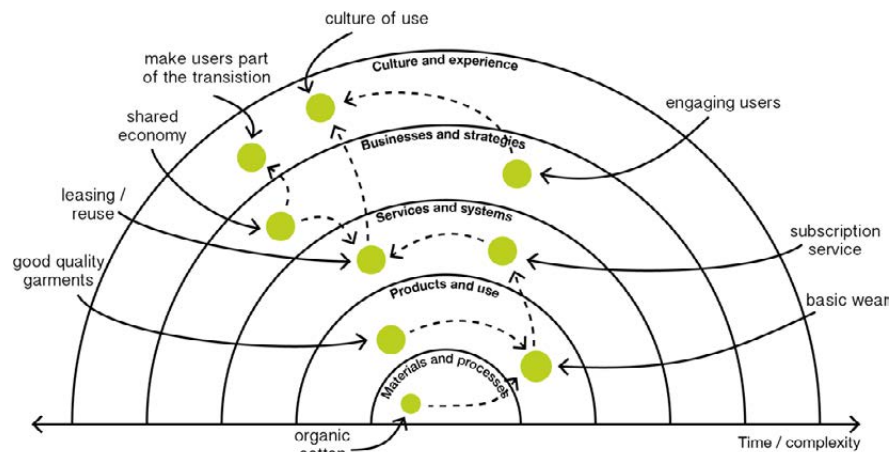 culture of use
make users part
of the transistion
Culture and experience
shared
economy
engaging users
Businesses and strategies
leasing /
reuse
Services and systems
subscription
service
good quality
garments
Products and use
basic wear
Materials and processes
organic
Time / complexity